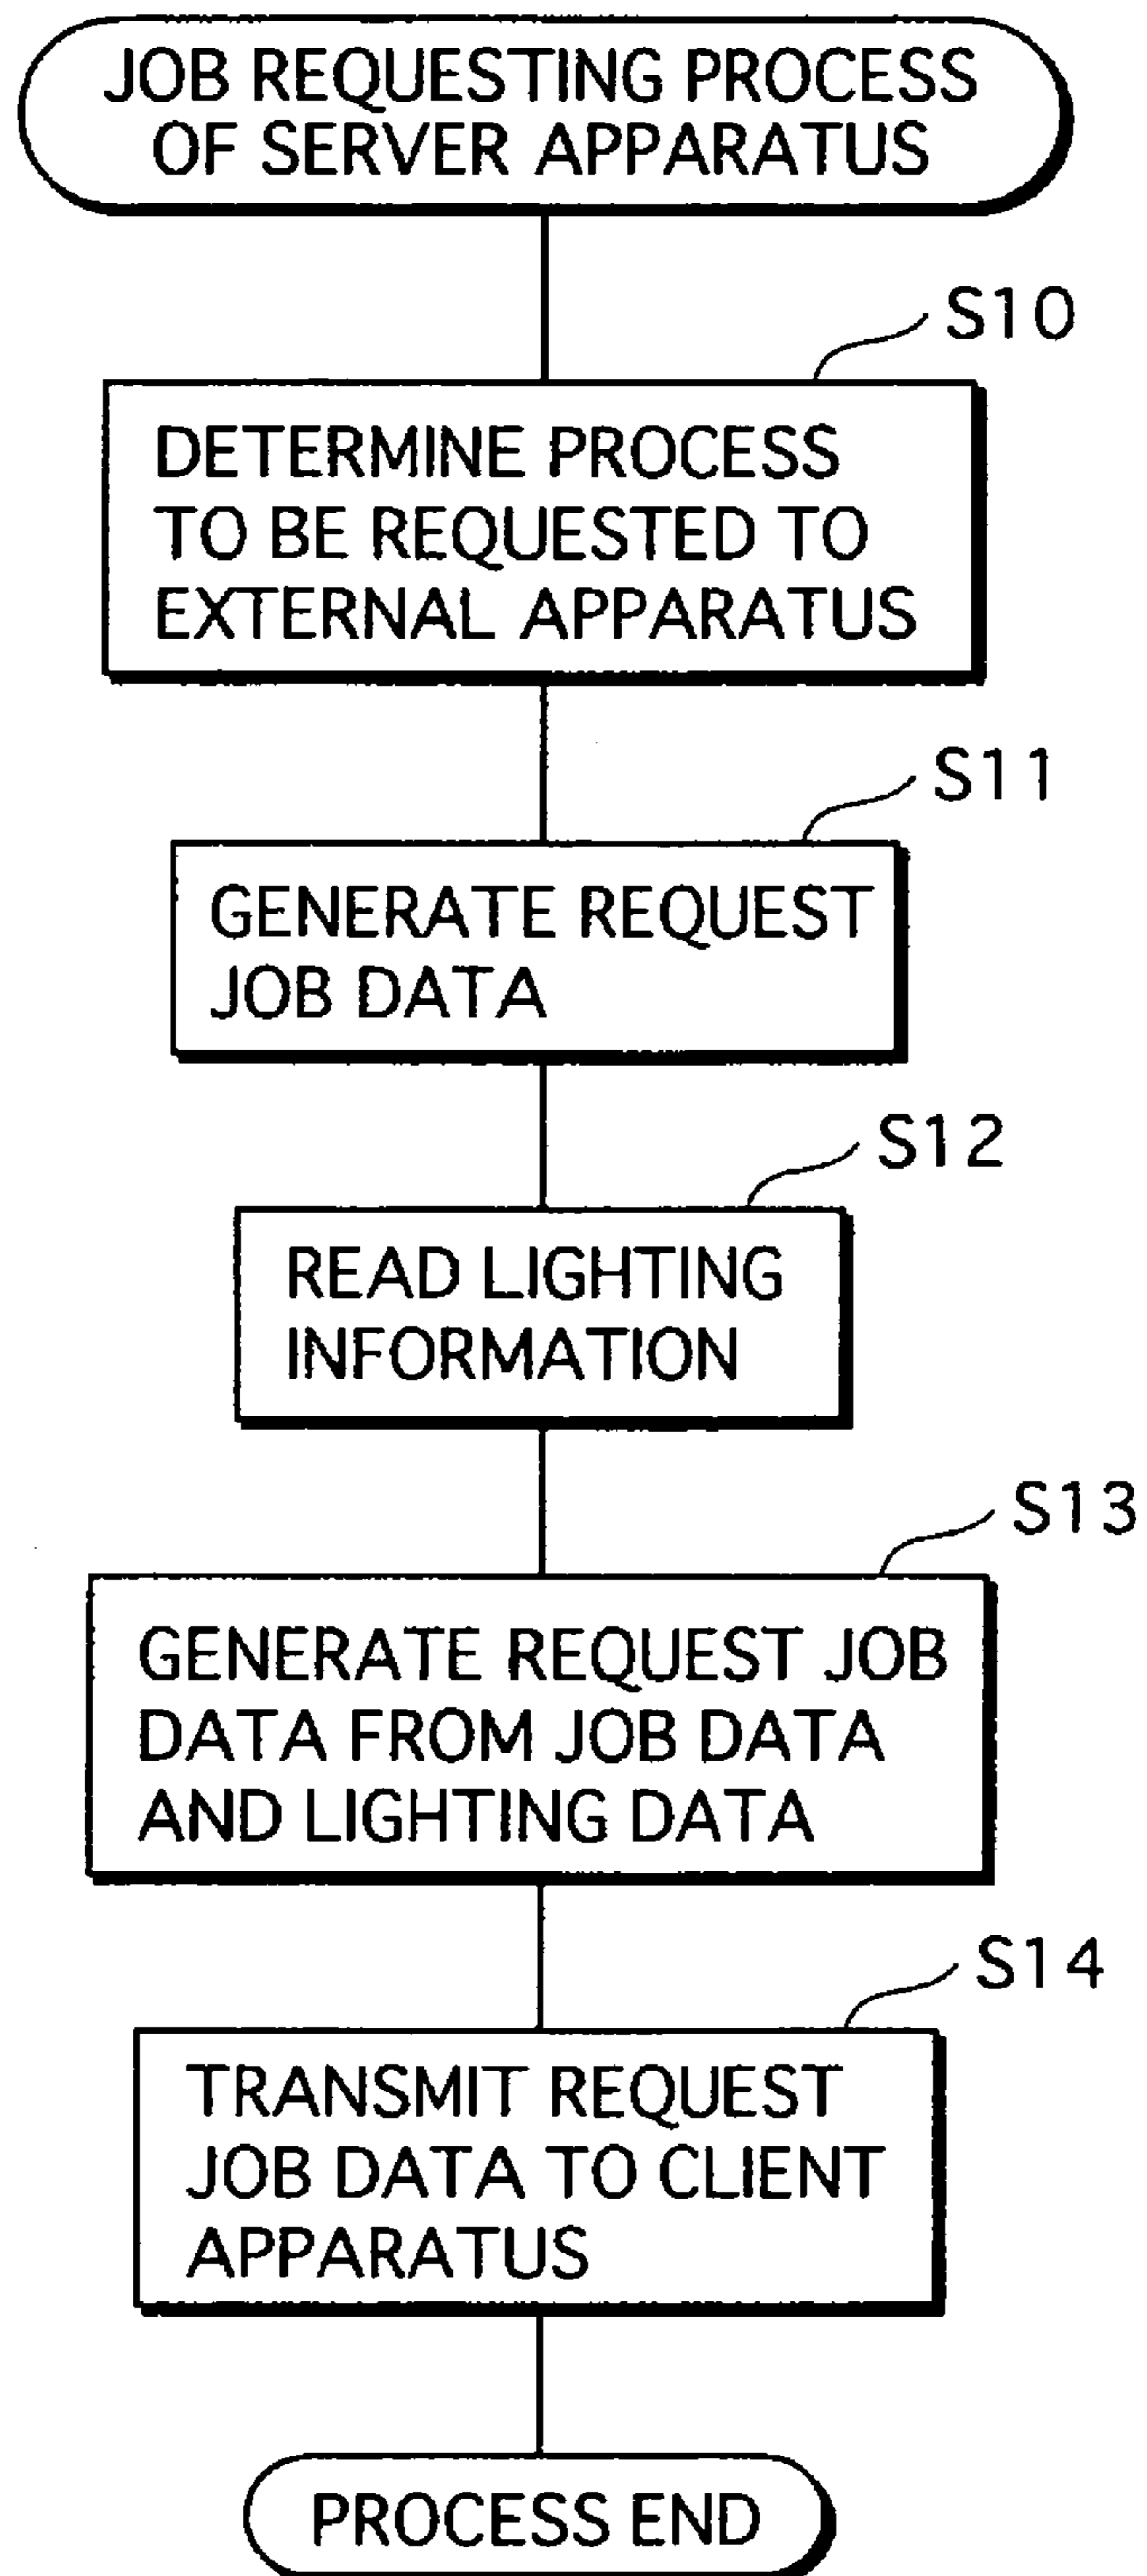 JOB REQUESTING PROCESS
OF SERVER APPARATUS
S10
DETERMINE PROCESS
TO BE REQUESTED TO
EXTERNAL APPARATUS
S11
GENERATE REQUEST
JOB DATA
S12
READ LIGHTING
INFORMATION
S13
GENERATE REQUEST JOB
DATA FROM JOB DATA
AND LIGHTING DATA
S14
TRANSMIT REQUEST
JOB DATA TO CLIENT
APPARATUS
PROCESS END